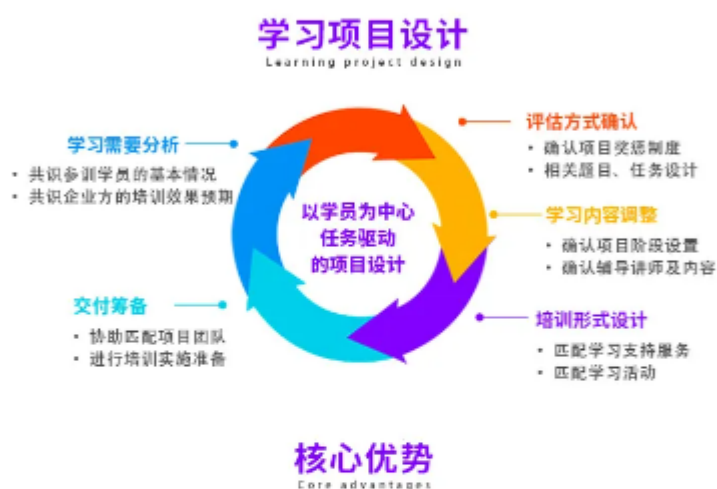 学习项目设计
Learning project design
学习需要分析
• 共识参训学员的基本情况
• 共识企业方的培训效果预期
评估方式确认
• 确认项目奖惩制度
• 相关题目、任务设计
以学员为中心
任务驱动
的项目设计
学习内容调整
• 确认项目阶段设置
• 确认辅导讲师及内容
交付筹备
• 协助匹配项目团队
• 进行培训实施准备
培训形式设计
• 匹配学习支持服务
• 匹配学习活动
核心优势
Core advantages